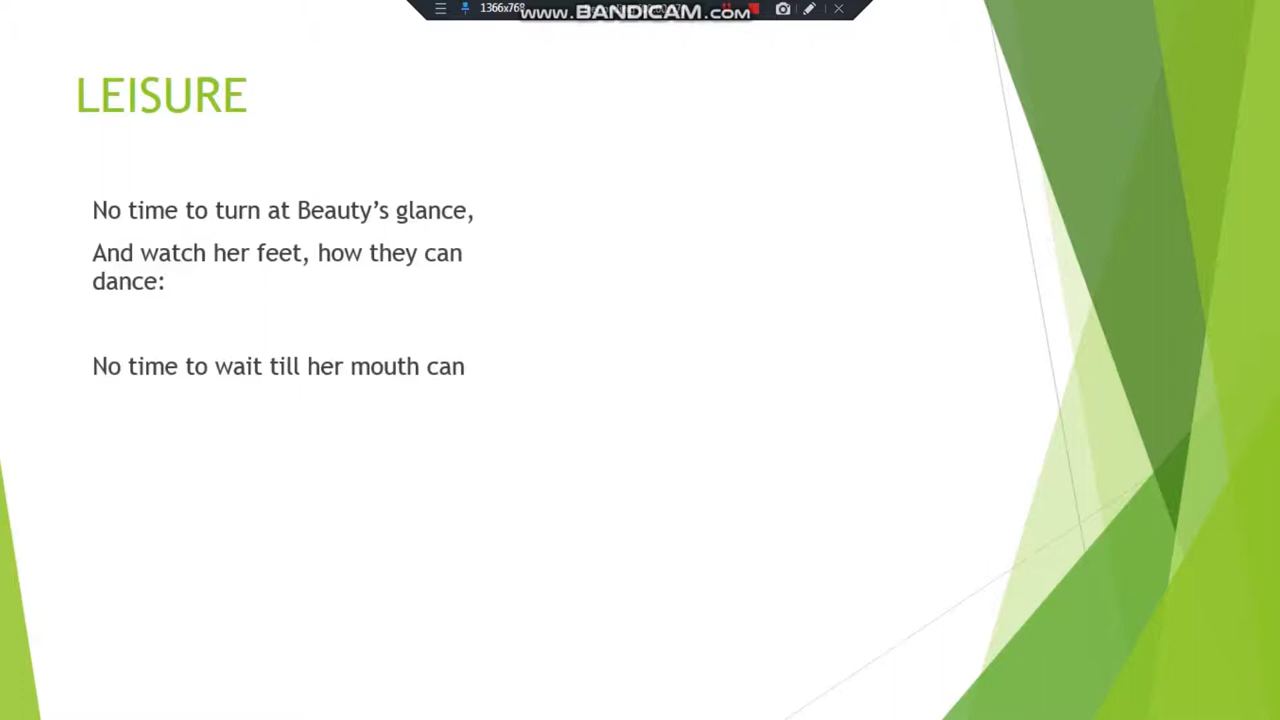 1366x768
www.BANDICAM.com
LEISURE
No time to turn at Beauty’s glance,
And watch her feet, how they can
dance:
No time to wait till her mouth can